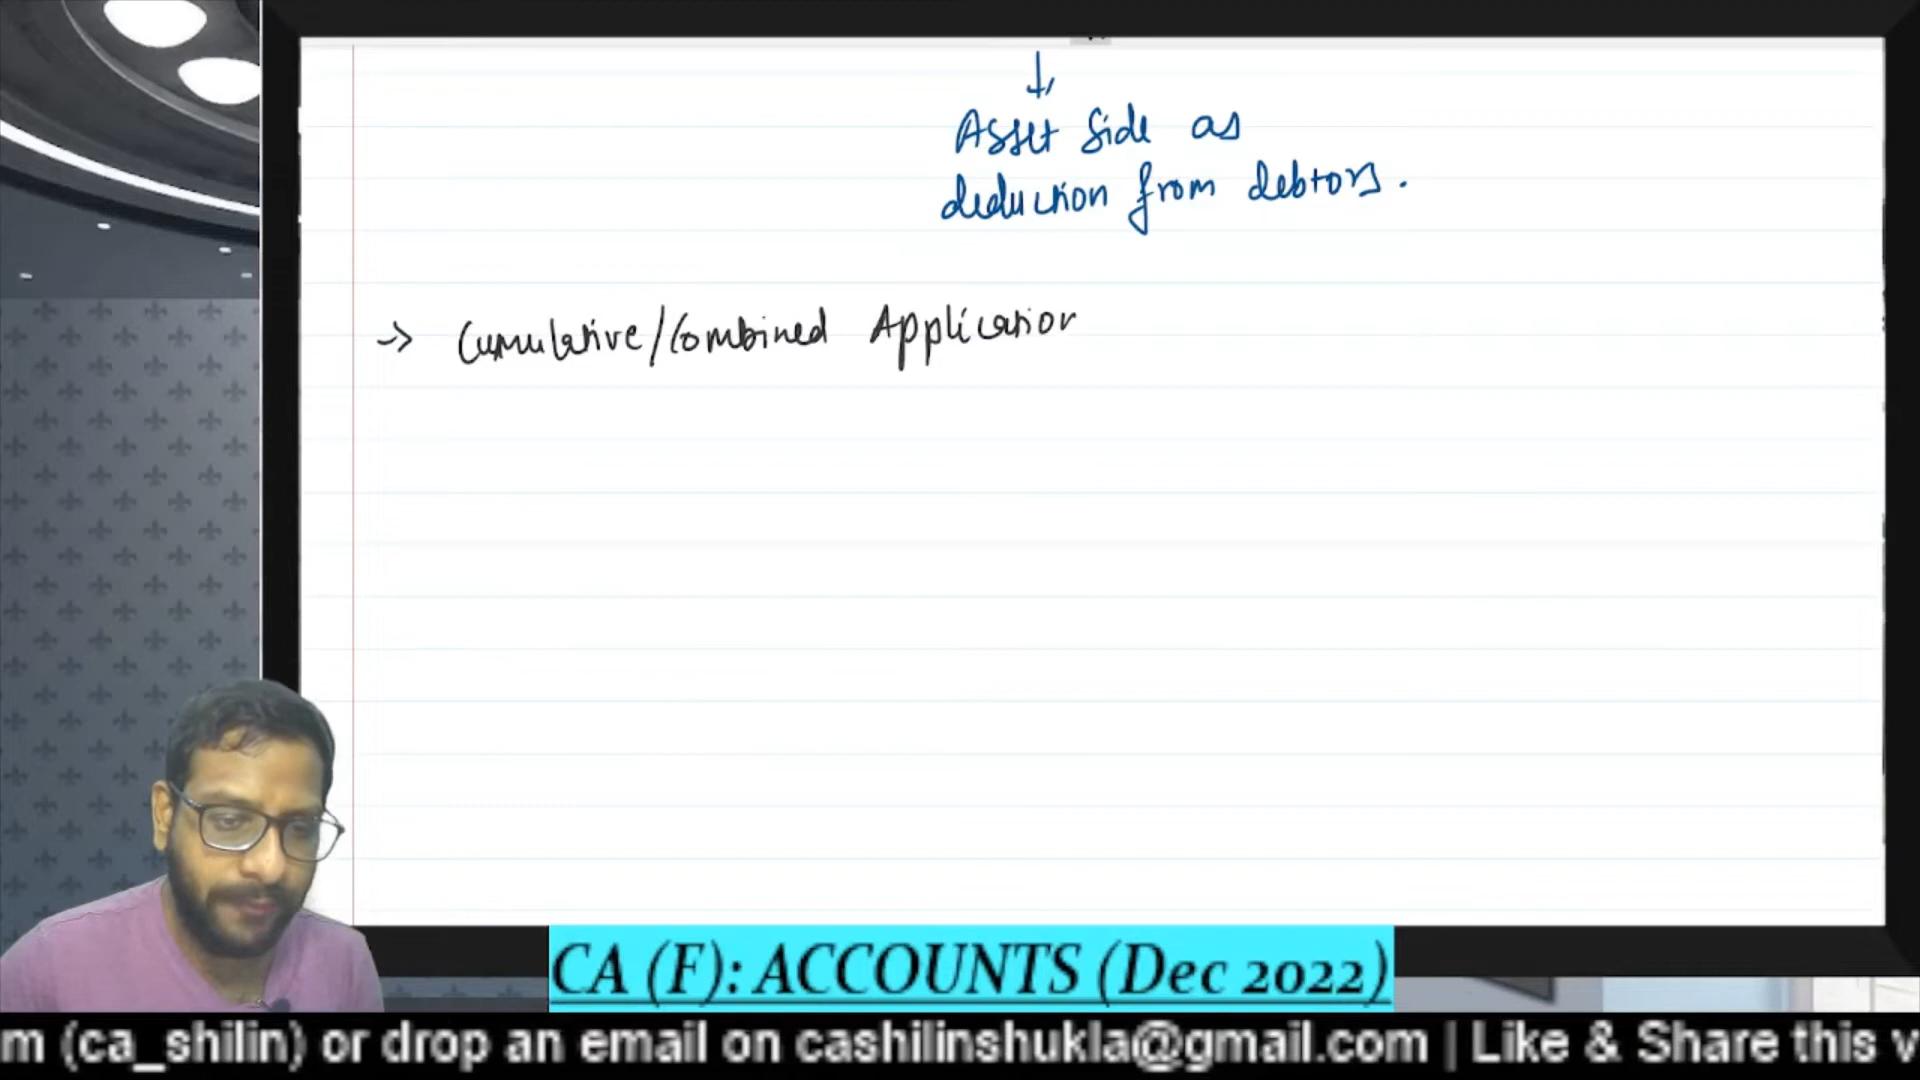 ↓
Asset side as
deduction from debtors.
→ Cumulative/Combined Application
CA (F): ACCOUNTS (Dec 2022)
m (ca_shilin) or drop an email on cashilinshukla@gmail.com | Like & Share this v